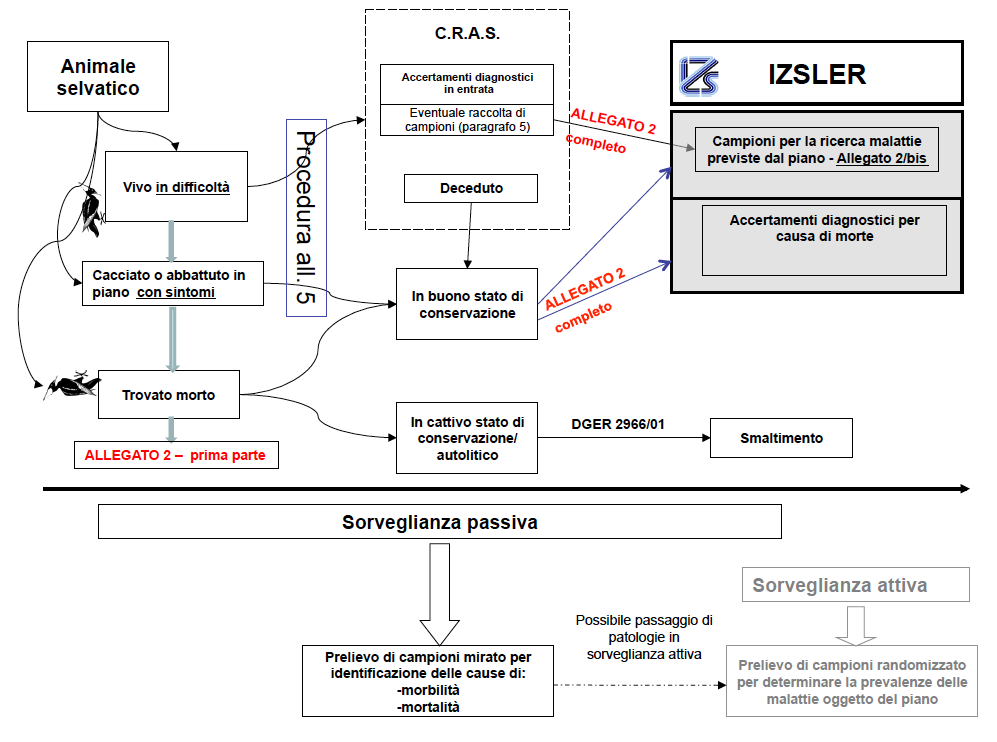 Animale
selvatico
Vivo in difficoltà
Cacciato o abbattuto in
piano con sintomi
Trovato morto
ALLEGATO 2 – prima parte
Procedura all. 5
C.R.A.S.
Accertamenti diagnostici
in entrata
Eventuale raccolta di
campioni (paragrafo 5)
Deceduto
In buono stato di
conservazione
In cattivo stato di
conservazione/
autolitico
ALLEGATO 2
completo
ALLEGATO 2
completo
DGER 2966/01
Smaltimento
IZS
IZSLER
Campioni per la ricerca malattie
previste dal piano - Allegato 2/bis
Accertamenti diagnostici per
causa di morte
Sorveglianza passiva
Prelievo di campioni mirato per
identificazione delle cause di:
-morbilità
-mortalità
Possibile passaggio di
patologie in
sorveglianza attiva
Sorveglianza attiva
Prelievo di campioni randomizzato
per determinare la prevalenze delle
malattie oggetto del piano